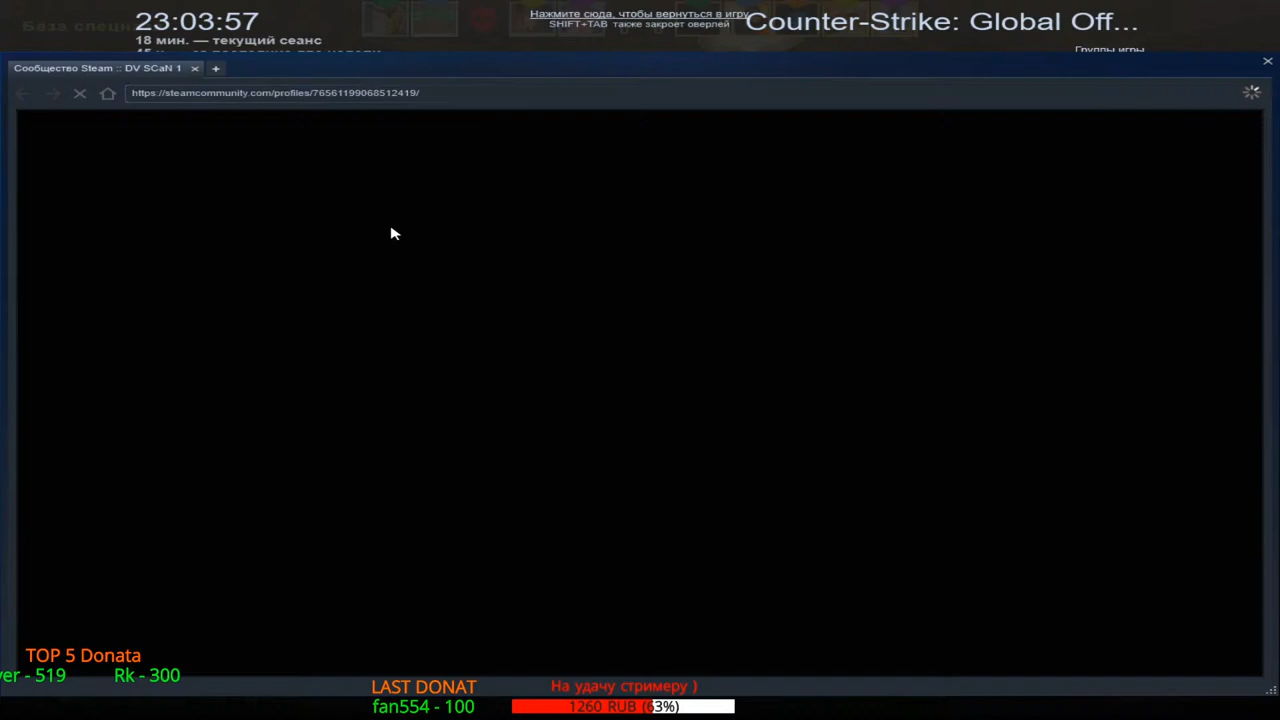 23:03:57
18 мин. — текущий сеанс
База
Нажмите сюда, чтобы вернуться в игру
SHIFT+TAB также закроет оверлей
Counter-Strike: Global Off...
Группы игры
Сообщество Steam :: DV SCaN 1
https://steamcommunity.com/profiles/76561199068512419/
TOP 5 Donata
ver - 519 Rk - 300
LAST DONAT
fan554 - 100
На удачу стримеру )
1260 RUB (63%)